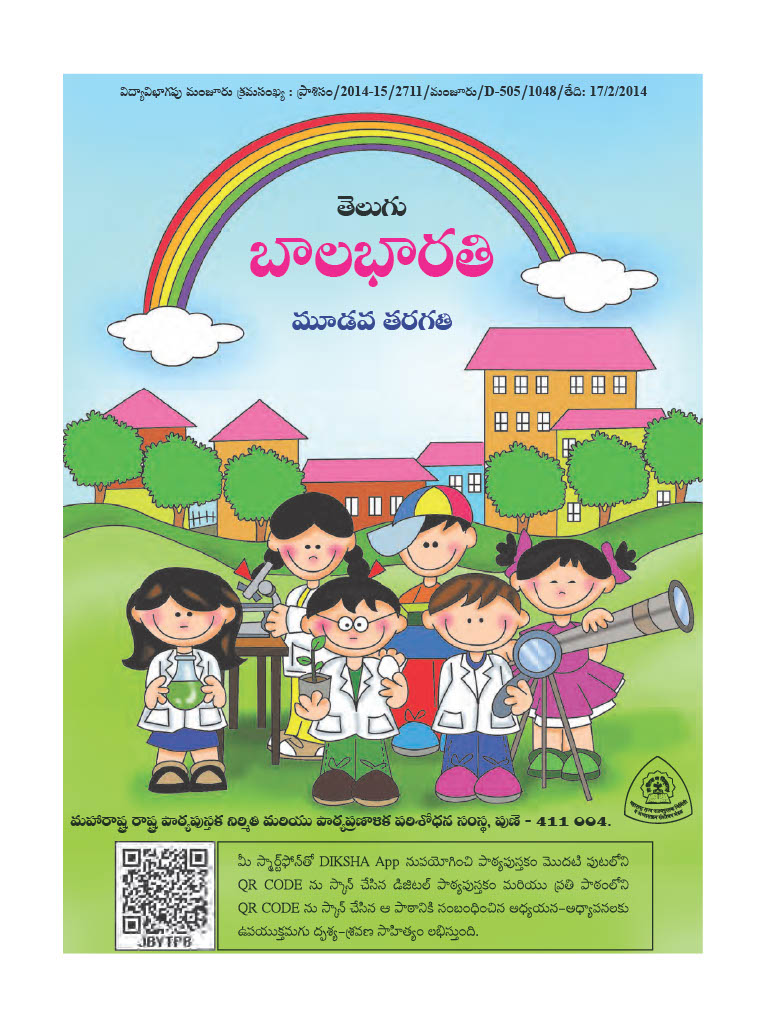 విద్యావిభాగపు మంజూరు క్రమసంఖ్య : ప్రాశిసం/2014-15/2711/మంజూరు/D-505/1048/తేది: 17/2/2014
తెలుగు
బాలభారతి
మూడవ తరగతి
మహారాష్ట్ర రాష్ట్ర పాఠ్యపుస్తక నిర్మితి మరియు పాఠ్యప్రణాళిక పరిశోధన సంస్థ, పుణె - 411 004.
మీ స్మార్ట్‌ఫోన్‌తో DIKSHA App నుపయోగించి పాఠ్యపుస్తకం మొదటి పుటలోని
QR CODE ను స్కాన్ చేసిన డిజిటల్ పాఠ్యపుస్తకం మరియు ప్రతి పాఠంలోని
QR CODE ను స్కాన్ చేసిన ఆ పాఠానికి సంబంధించిన అధ్యయన-అధ్యాపనలకు
ఉపయుక్తమగు దృశ్య-శ్రవణ సాహిత్యం లభిస్తుంది.
JBYTPB